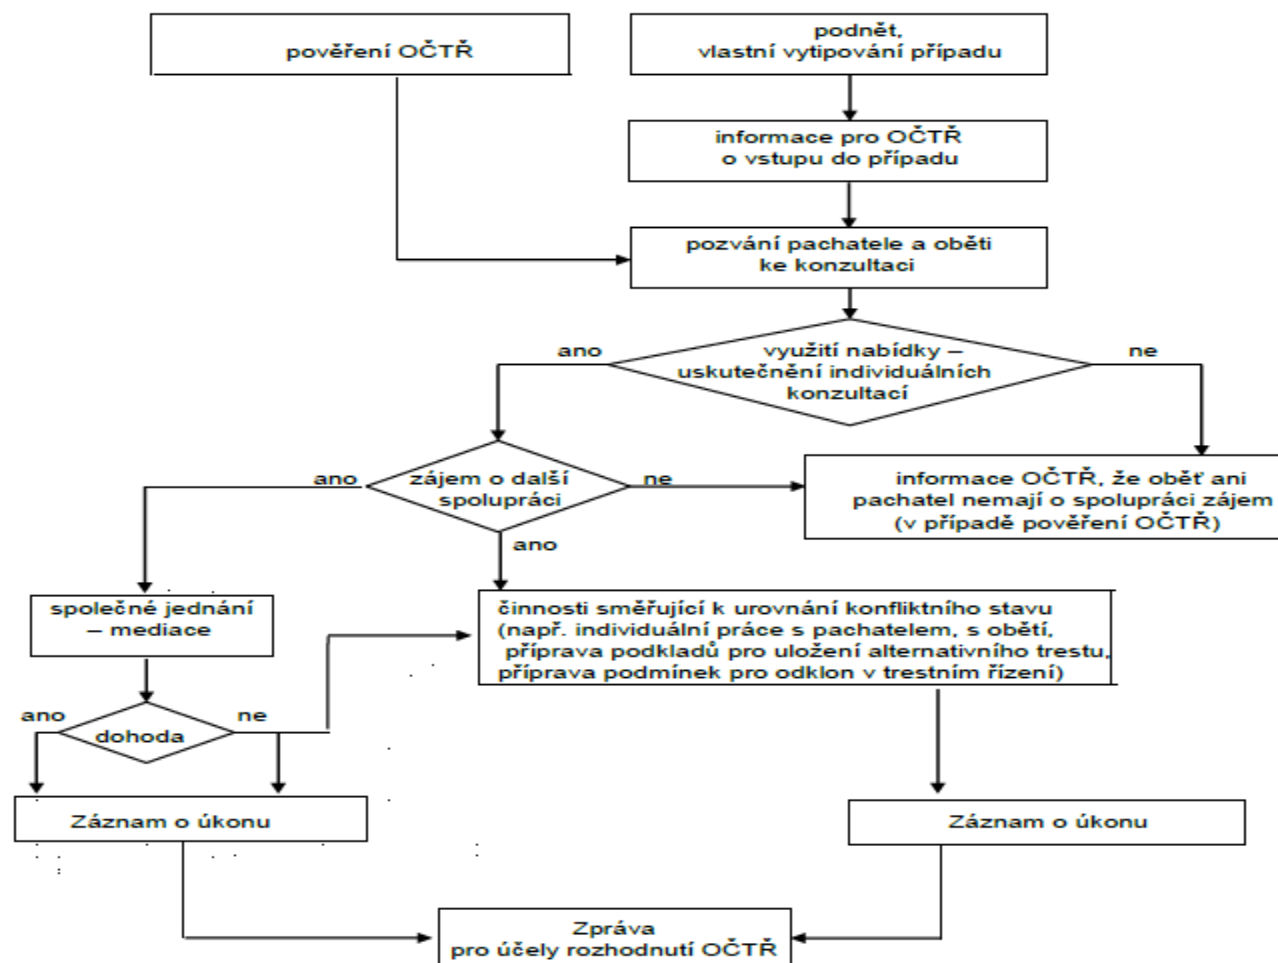 pověření OČTŘ
podnět,
vlastní vytipování případu
informace pro OČTŘ
o vstupu do případu
pozvání pachatele a oběti
ke konzultaci
ano
využití nabídky –
uskutečnění individuálních
konzultací
ne
ano
zájem o další
spolupráci
ne
informace OČTŘ, že oběť ani
pachatel nemají o spolupráci zájem
(v případě pověření OČTŘ)
ano
společné jednání
– mediace
činnosti směřující k urovnání konfliktního stavu
(např. individuální práce s pachatelem, s obětí,
příprava podkladů pro uložení alternativního trestu,
příprava podmínek pro odklon v trestním řízení)
ano
dohoda
ne
Záznam o úkonu
Záznam o úkonu
Zpráva
pro účely rozhodnutí OČTŘ